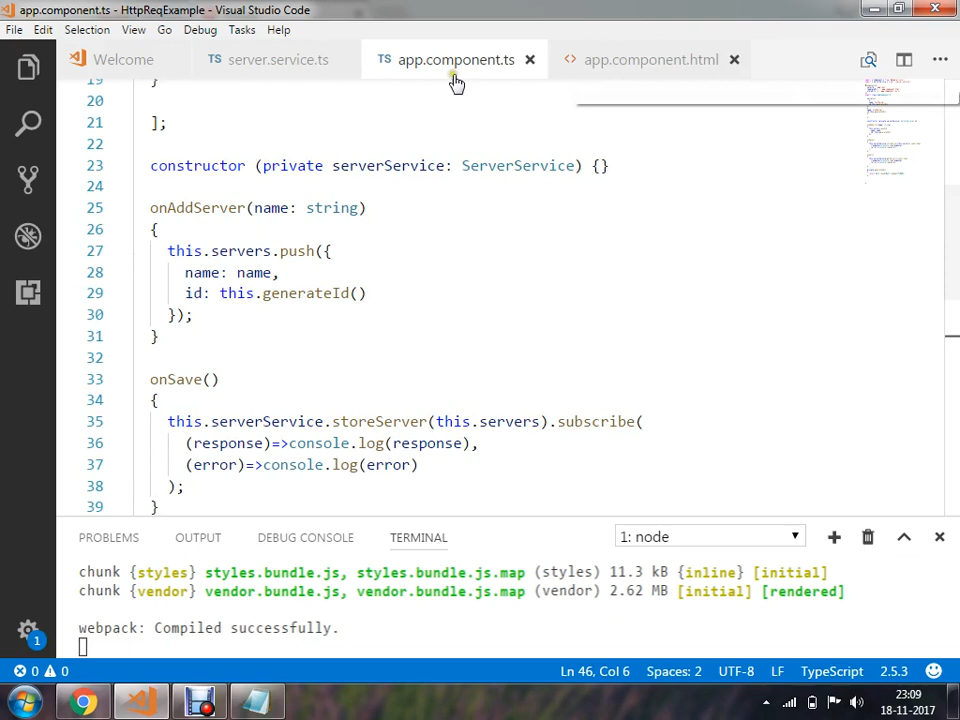 app.component.ts - HttpReqExample - Visual Studio Code
File Edit Selection View Go Debug Tasks Help
Welcome server.service.ts app.component.ts app.component.html
19 }
20
21 ];
22
23 constructor (private serverService: ServerService) {}
24
25 onAddServer(name: string)
26 {
27 this.servers.push({
28 name: name,
29 id: this.generateId()
30 });
31 }
32
33 onSave()
34 {
35 this.serverService.storeServer(this.servers).subscribe(
36 (response)=>console.log(response),
37 (error)=>console.log(error)
38 );
39 }
PROBLEMS OUTPUT DEBUG CONSOLE TERMINAL 1: node
chunk {styles} styles.bundle.js, styles.bundle.js.map (styles) 11.3 kB {inline} [initial]
chunk {vendor} vendor.bundle.js, vendor.bundle.js.map (vendor) 2.62 MB [initial] [rendered]
webpack: Compiled successfully.
1
0 0 Ln 46, Col 6 Spaces: 2 UTF-8 LF TypeScript 2.5.3
23:09
18-11-2017